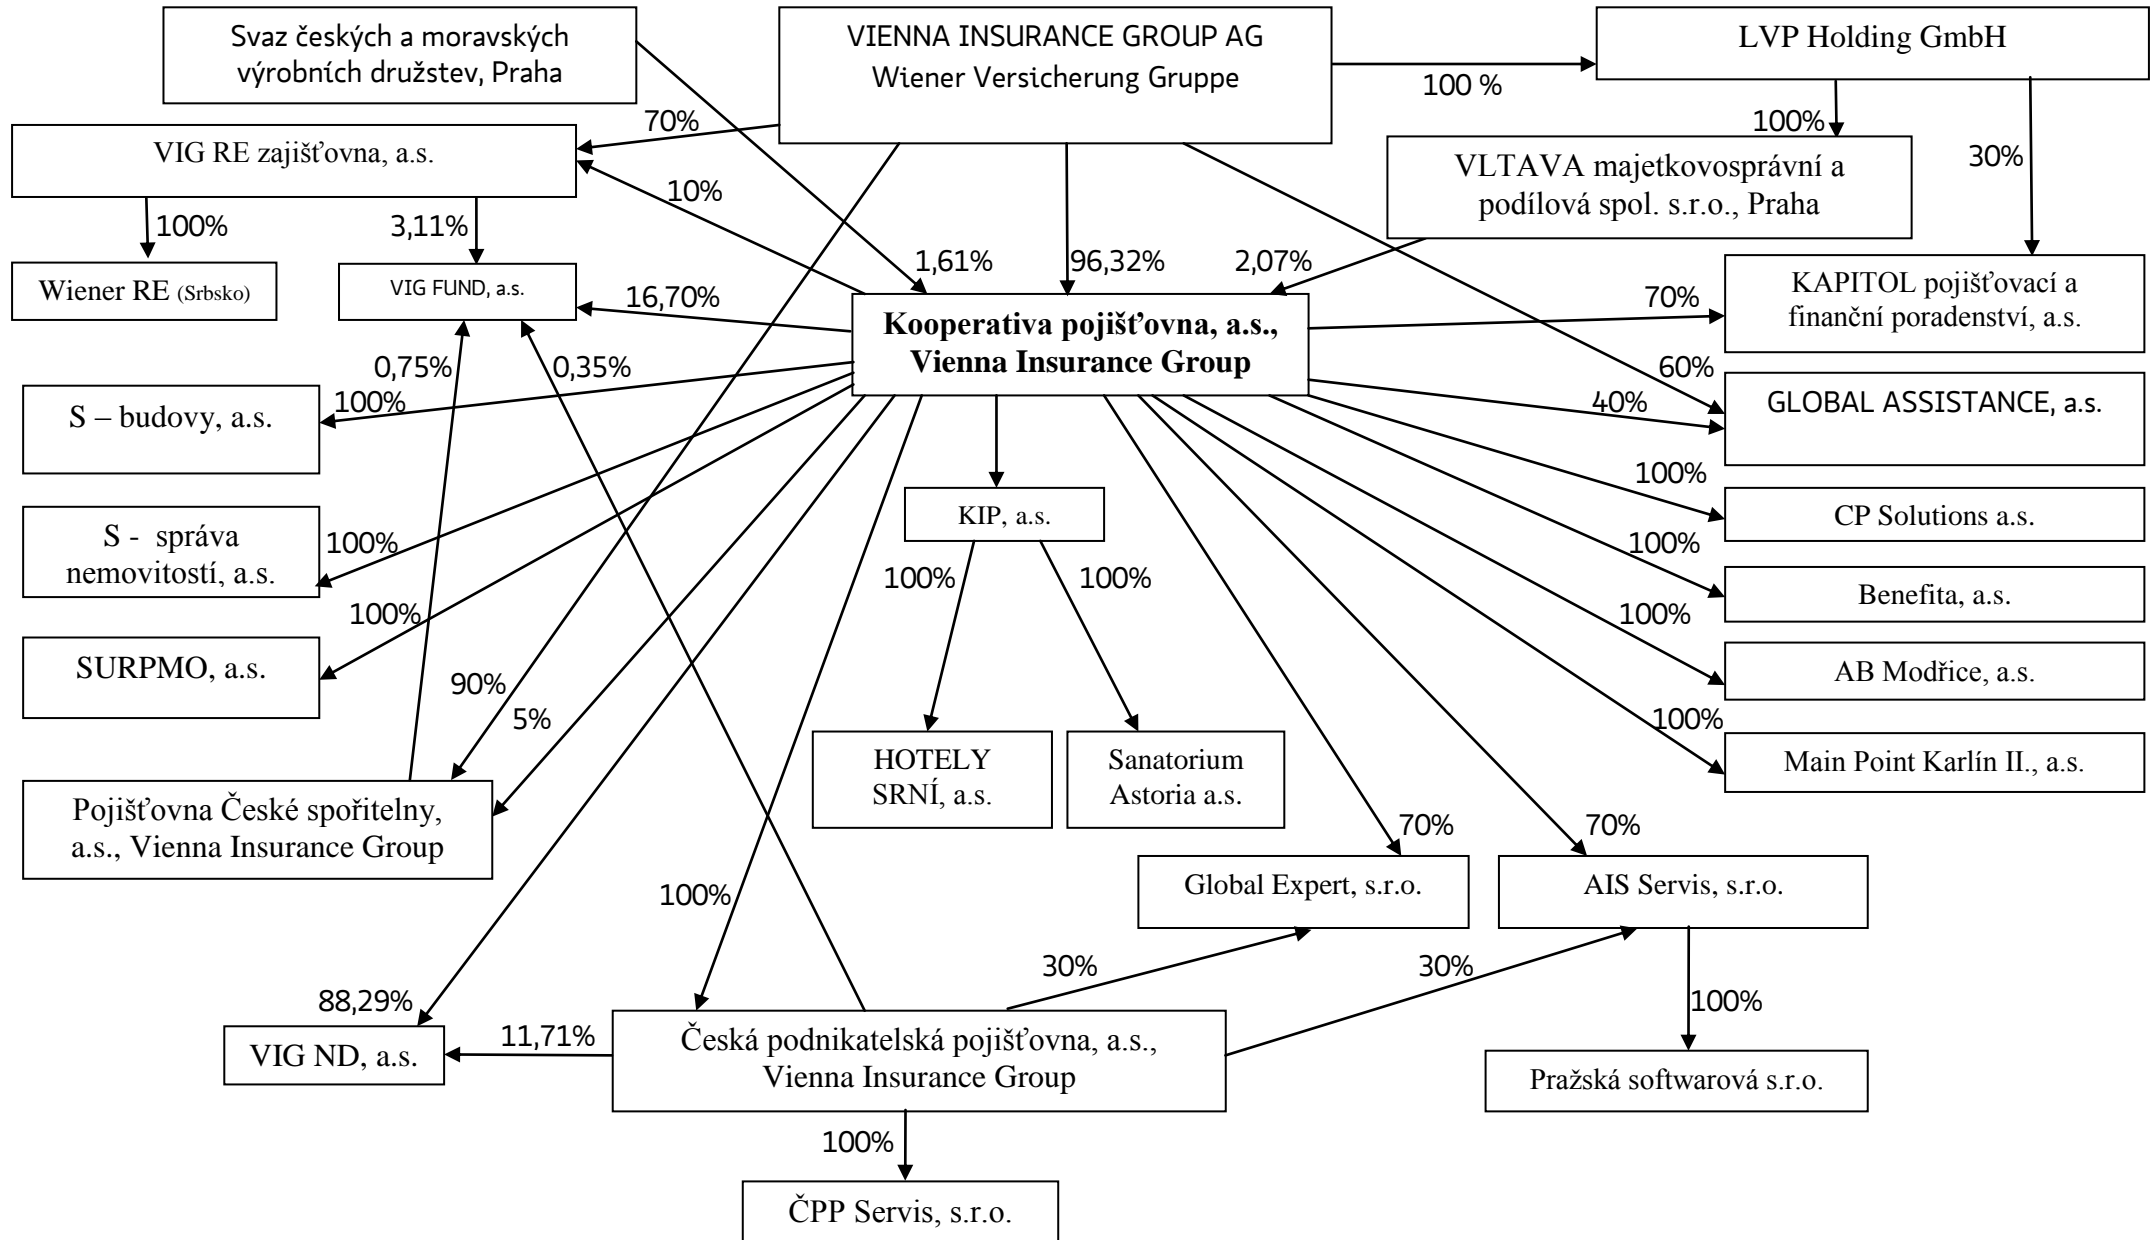 Svaz českých a moravských
výrobních družstev, Praha
VIENNA INSURANCE GROUP AG
Wiener Versicherung Gruppe
LVP Holding GmbH
100 %
70%
100%
VIG RE zajišťovna, a.s.
VLTAVA majetkovosprávní a
podílová spol. s.r.o., Praha
30%
10%
100%
3,11%
1,61%
96,32%
2,07%
Wiener RE (Srbsko)
VIG FUND, a.s.
16,70%
Kooperativa pojišťovna, a.s.,
Vienna Insurance Group
70%
KAPITOL pojišťovací a
finanční poradenství, a.s.
0,75%
0,35%
60%
S – budovy, a.s.
100%
40%
GLOBAL ASSISTANCE, a.s.
100%
KIP, a.s.
CP Solutions a.s.
S - správa
nemovitostí, a.s.
100%
100%
100%
100%
Benefita, a.s.
100%
100%
SURPMO, a.s.
AB Modřice, a.s.
90%
5%
100%
HOTELY
SRNÍ, a.s.
Sanatorium
Astoria a.s.
Main Point Karlín II., a.s.
Pojišťovna České spořitelny,
a.s., Vienna Insurance Group
70%
70%
100%
Global Expert, s.r.o.
AIS Servis, s.r.o.
30%
30%
88,29%
100%
VIG ND, a.s.
11,71%
Česká podnikatelská pojišťovna, a.s.,
Vienna Insurance Group
Pražská softwarová s.r.o.
100%
ČPP Servis, s.r.o.